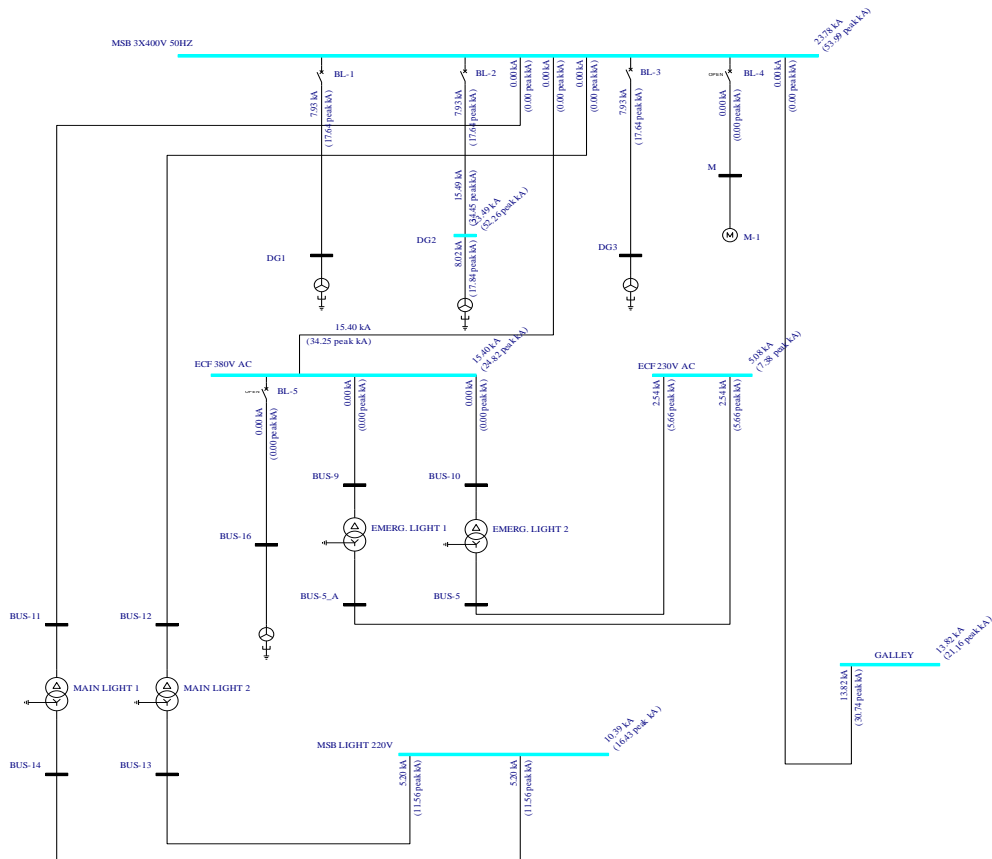 MSB 3X400V 50HZ
23.78 kA
(53.99 peak kA)
BL-1
7.93 kA
(17.64 peak kA)
BL-2
7.93 kA
(17.64 peak kA)
0.00 kA
(0.00 peak kA)
0.00 kA
(0.00 peak kA)
0.00 kA
(0.00 peak kA)
BL-3
7.93 kA
(17.64 peak kA)
OPEN
BL-4
0.00 kA
(0.00 peak kA)
0.00 kA
(0.00 peak kA)
M
M
M-1
15.49 kA
(34.45 peak kA)
23.49 kA
(52.26 peak kA)
DG2
8.02 kA
(17.84 peak kA)
DG1
DG3
15.40 kA
(34.25 peak kA)
ECF 380V AC
15.40 kA
(24.82 peak kA)
ECF 230V AC
5.08 kA
(7.38 peak kA)
OPEN
BL-5
0.00 kA
(0.00 peak kA)
0.00 kA
(0.00 peak kA)
0.00 kA
(0.00 peak kA)
2.54 kA
(5.66 peak kA)
2.54 kA
(5.66 peak kA)
BUS-9
BUS-10
EMERG. LIGHT 1
EMERG. LIGHT 2
BUS-16
BUS-5_A
BUS-5
BUS-11
BUS-12
GALLEY
13.82 kA
(21.16 peak kA)
13.82 kA
(30.74 peak kA)
MAIN LIGHT 1
MAIN LIGHT 2
MSB LIGHT 220V
10.39 kA
(16.43 peak kA)
BUS-14
BUS-13
5.20 kA
(11.56 peak kA)
5.20 kA
(11.56 peak kA)